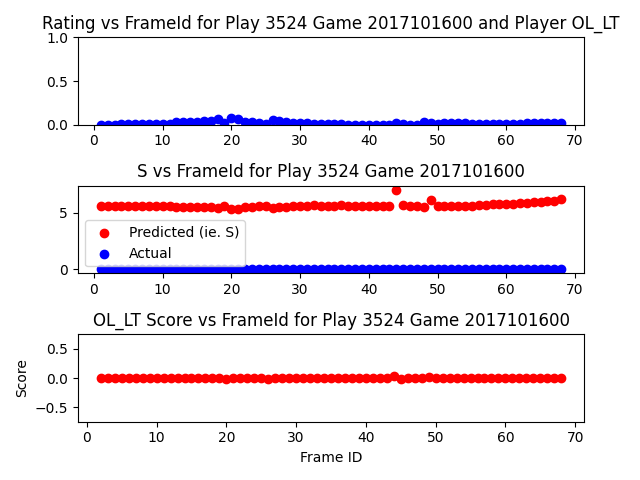 Rating vs FrameId for Play 3524 Game 2017101600 and Player OL_LT
1.0
0.5
0.0
0 10 20 30 40 50 60 70
S vs FrameId for Play 3524 Game 2017101600
5
0
Predicted (ie. S)
Actual
0 10 20 30 40 50 60 70
OL_LT Score vs FrameId for Play 3524 Game 2017101600
Score
0.5
0.0
−0.5
0 10 20 30 40 50 60 70
Frame ID